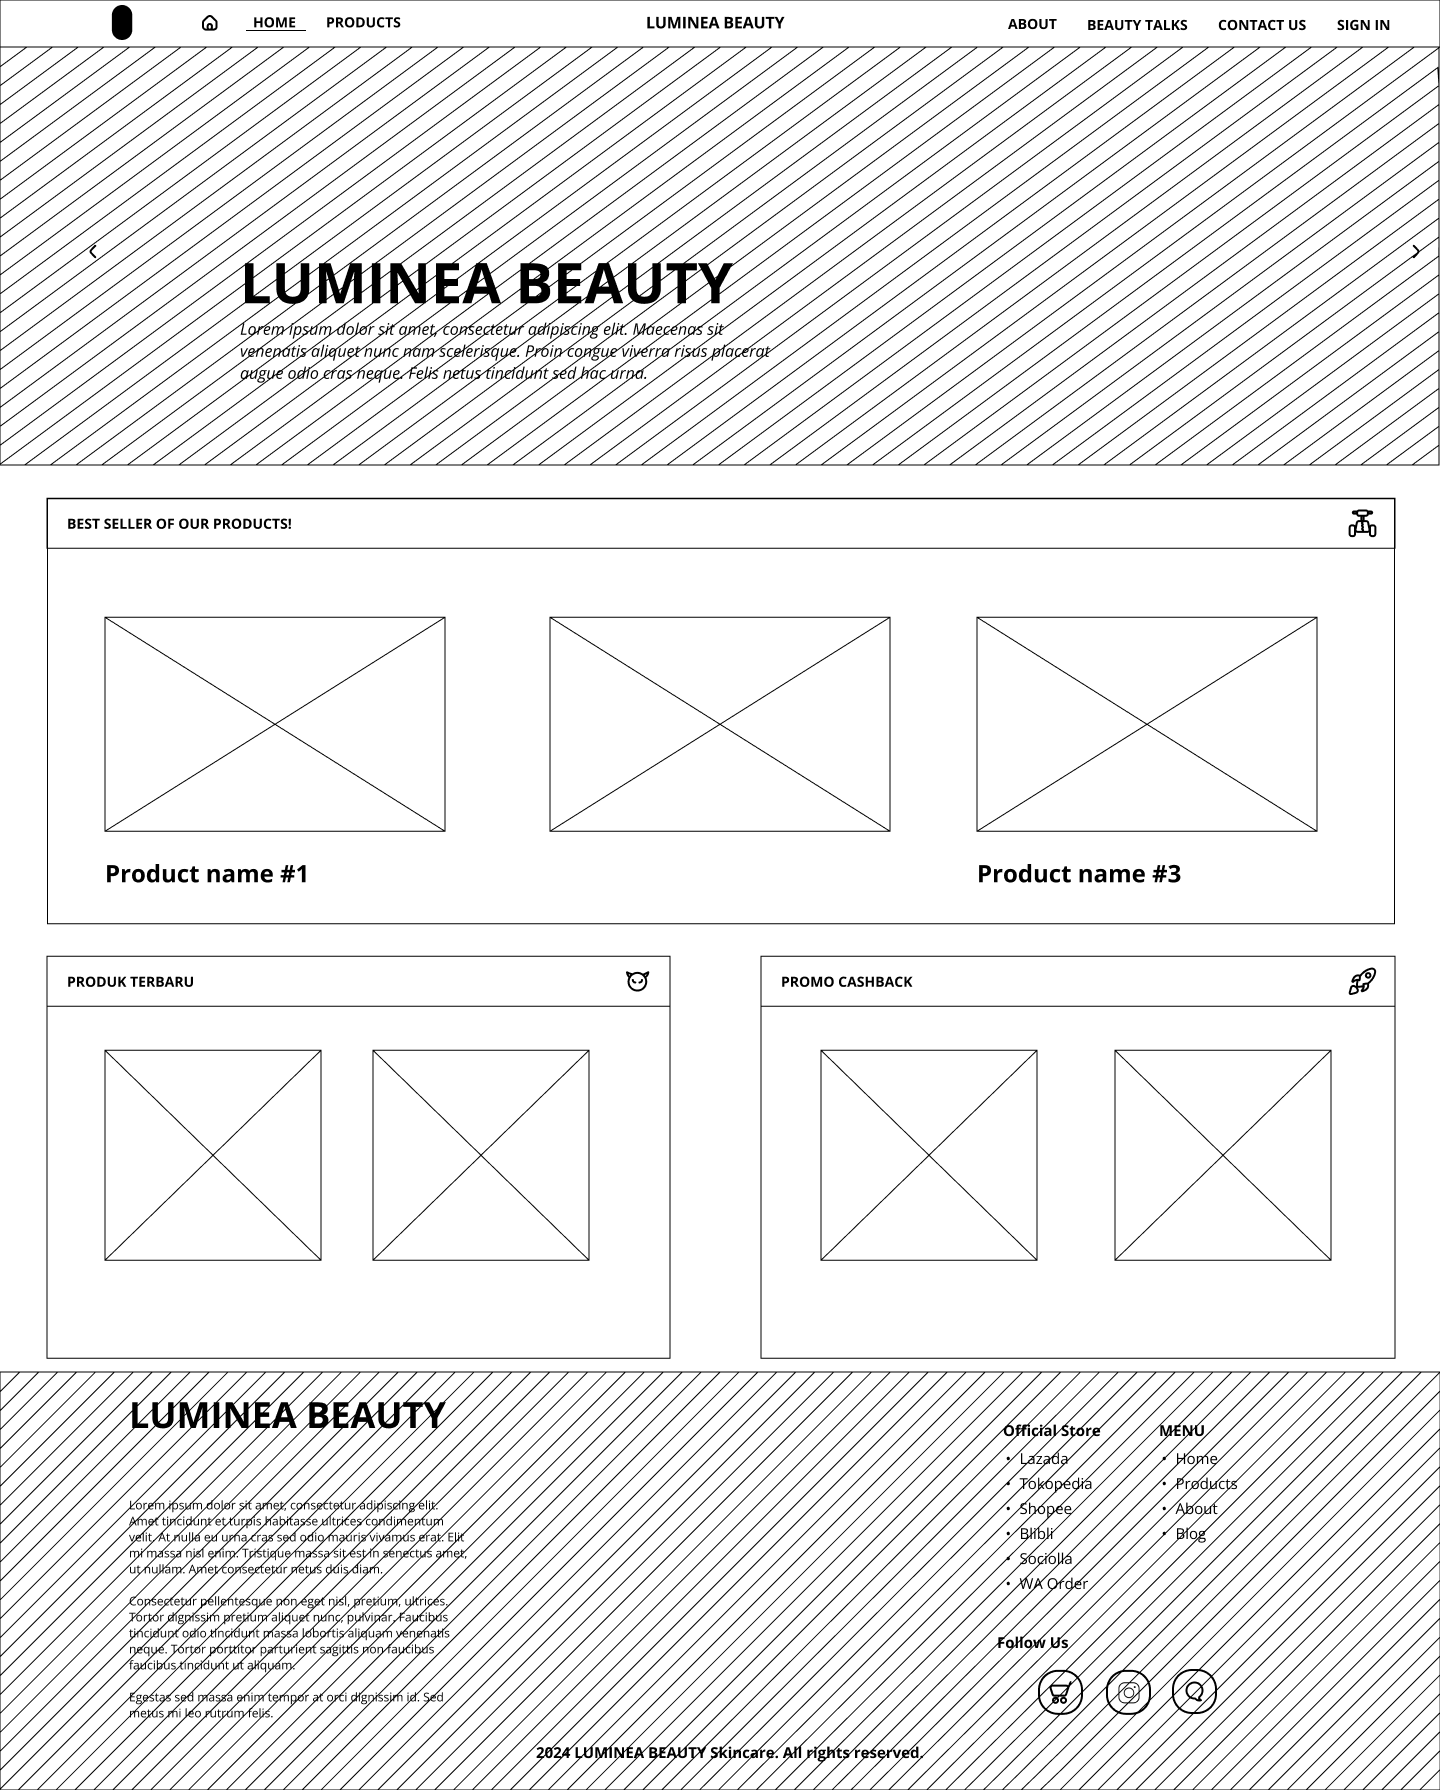 HOME
PRODUCTS
LUMINEA BEAUTY
ABOUT
BEAUTY TALKS
CONTACT US
SIGN IN
LUMINEA BEAUTY
Lorem ipsum dolor sit amet, consectetur adipiscing elit. Maecenas sit
venenatis aliquet nunc nam scelerisque. Proin congue viverra risus placerat
augue odio cras neque. Felis netus tincidunt sed hac urna.
BEST SELLER OF OUR PRODUCTS!
Product name #1
Product name #3
PRODUK TERBARU
PROMO CASHBACK
LUMINEA BEAUTY
Lorem ipsum dolor sit amet, consectetur adipiscing elit.
Amet tincidunt et turpis habitasse ultrices condimentum
velit. At nulla eu urna cras sed odio mauris vivamus erat. Elit
mi massa nisl enim. Tristique massa sit est in senectus amet,
ut nullam. Amet consectetur netus duis diam.
Consectetur pellentesque non eget nisl, pretium, ultrices.
Tortor dignissim pretium aliquet nunc, pulvinar. Faucibus
tincidunt odio tincidunt massa lobortis aliquam venenatis
neque. Tortor porttitor parturient sagittis non faucibus
faucibus tincidunt ut aliquam.
Egestas sed massa enim tempor at orci dignissim id. Sed
metus mi leo rutrum felis.
Official Store
• Lazada
• Tokopedia
• Shopee
• Blibli
• Sociolla
• WA Order
MENU
• Home
• Products
• About
• Blog
Follow Us
2024 LUMINEA BEAUTY Skincare. All rights reserved.